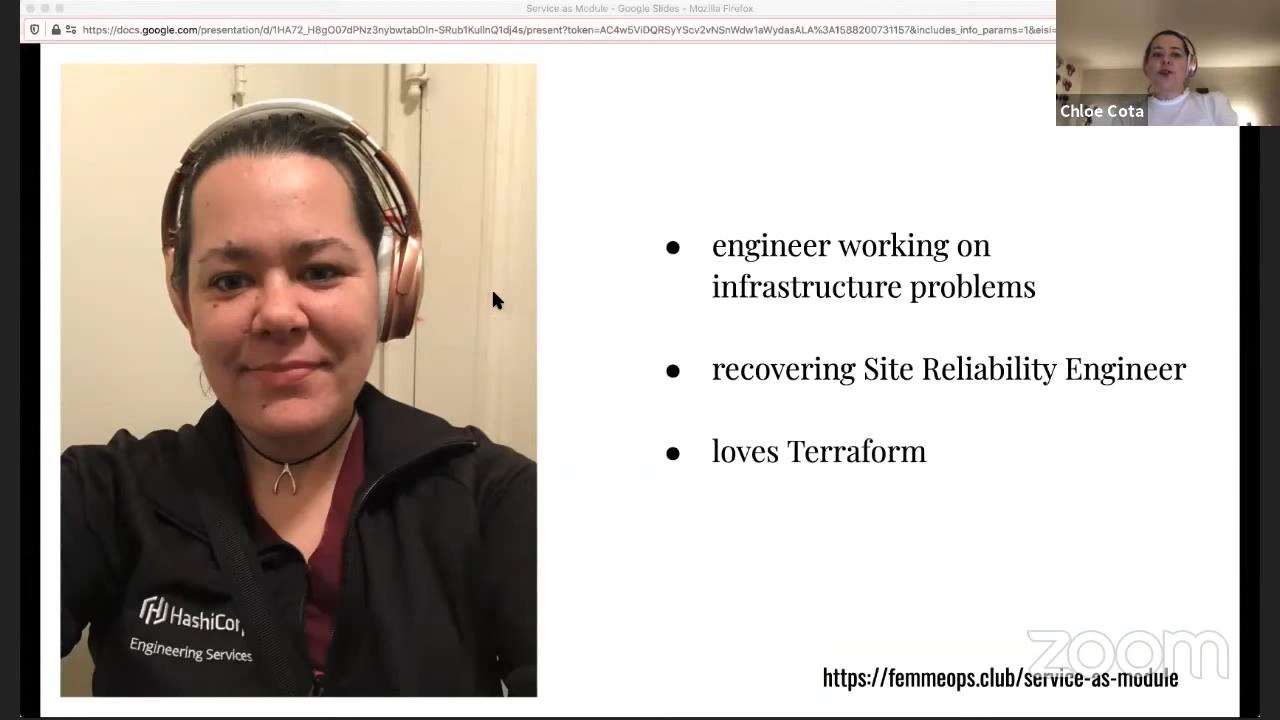 Service as Module - Google Slides - Mozilla Firefox
https://docs.google.com/presentation/d/1HA72_H8gO07dPNz3nybwtabDln-SRub1KullnQ1dj4s/present?token=AC4w5ViDQRSyYScv2vNSnWdw1aWydasALA%3A1588200731157&includes_info_params=1&eisi=
Chloe Cota
engineer working on
infrastructure problems
recovering Site Reliability Engineer
loves Terraform
HashiCor
Engineering Services
zoom
https://femmeops.club/service-as-module